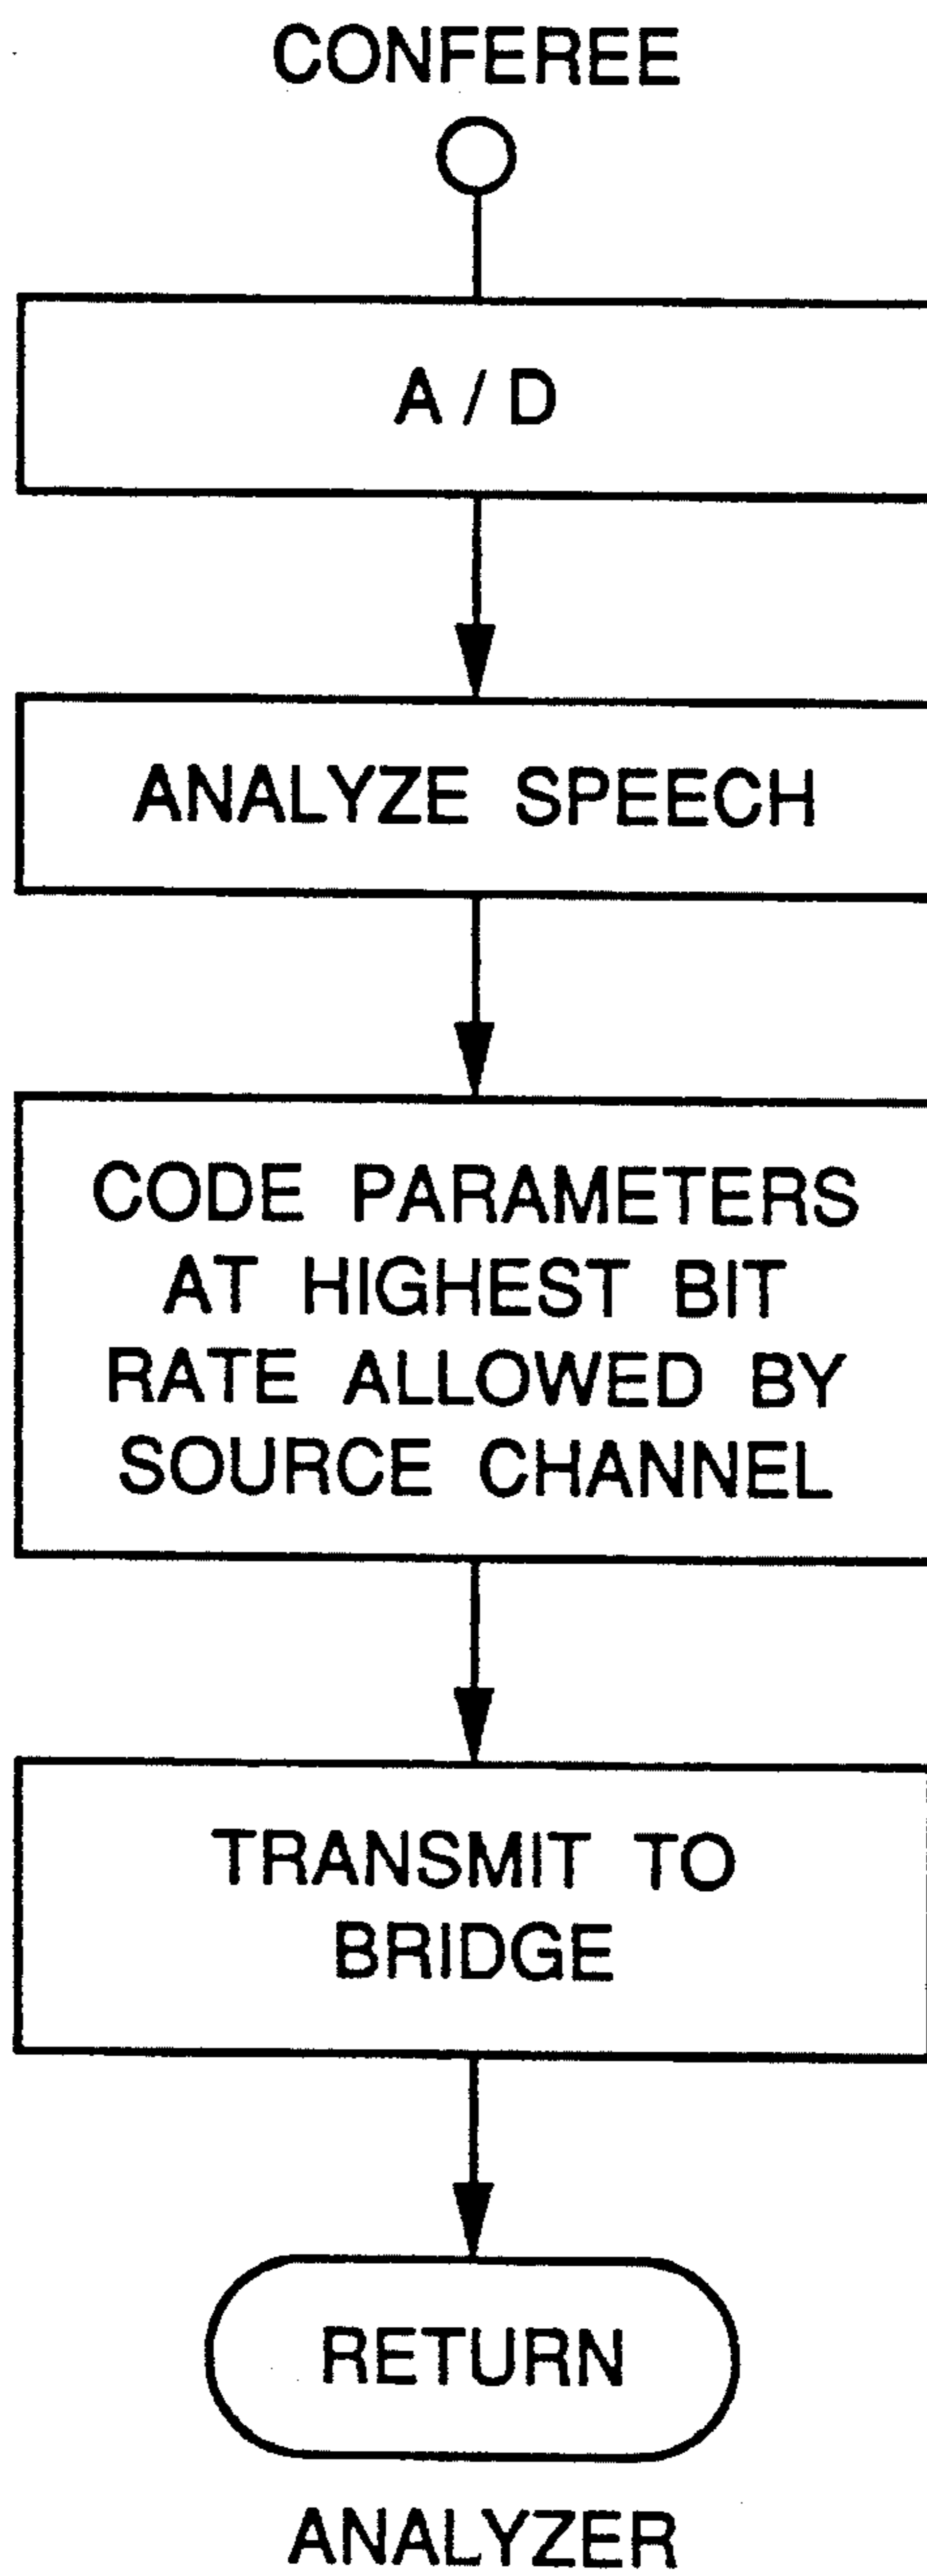 CONFEREE
A / D
ANALYZE SPEECH
CODE PARAMETERS
AT HIGHEST BIT
RATE ALLOWED BY
SOURCE CHANNEL
TRANSMIT TO
BRIDGE
RETURN
ANALYZER